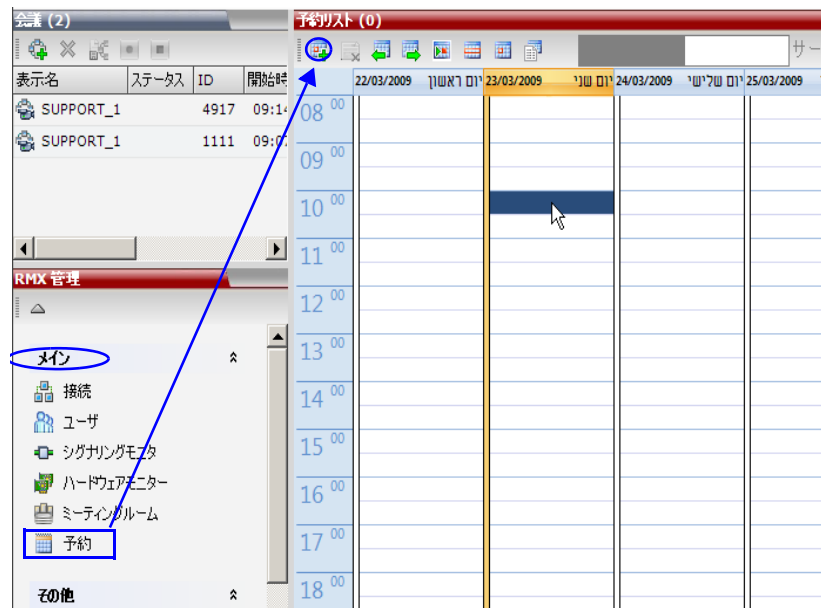 会議 (2)
表示名 ステータス ID 開始時
SUPPORT_1 4917 09:14
SUPPORT_1 1111 09:07
RMX 管理
メイン
接続
ユーザ
シグナリングモニタ
ハードウェアモニター
ミーティングルーム
予約
その他
予約リスト (0)
サー
22/03/2009 יום ראשון 23/03/2009 יום שני 24/03/2009 יום שלישי 25/03/2009
08 00
09 00
10 00
11 00
12 00
13 00
14 00
15 00
16 00
17 00
18 00